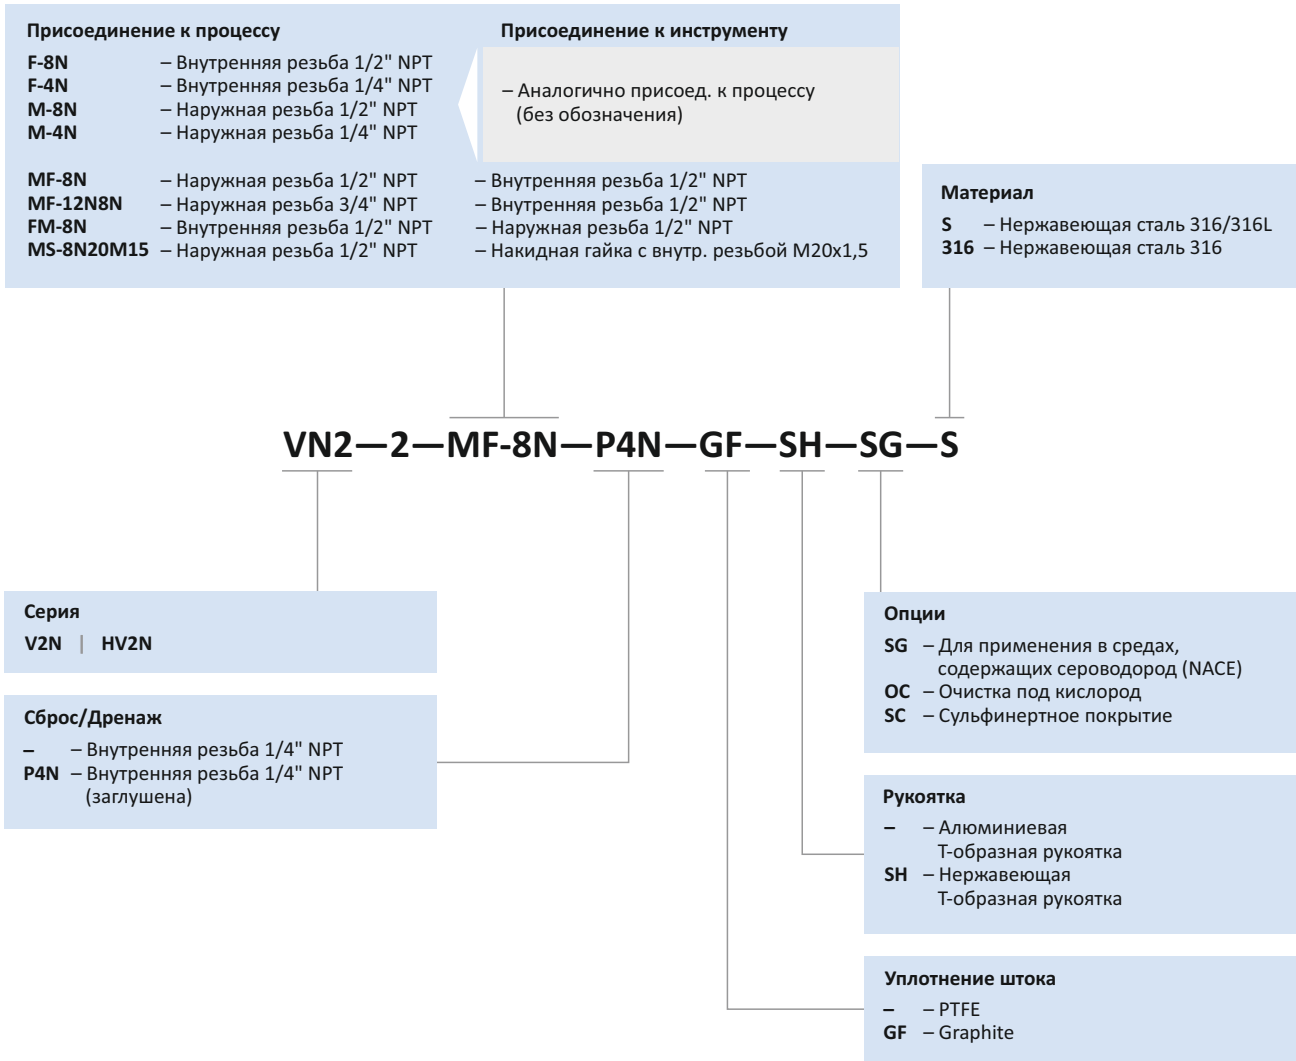 Присоединение к процессу
Присоединение к инструменту
F-8N – Внутренняя резьба 1/2" NPT
F-4N – Внутренняя резьба 1/4" NPT
M-8N – Наружная резьба 1/2" NPT
M-4N – Наружная резьба 1/4" NPT
– Аналогично присоед. к процессу
(без обозначения)
MF-8N – Наружная резьба 1/2" NPT – Внутренняя резьба 1/2" NPT
MF-12N8N – Наружная резьба 3/4" NPT – Внутренняя резьба 1/2" NPT
FM-8N – Внутренняя резьба 1/2" NPT – Наружная резьба 1/2" NPT
MS-8N20M15 – Наружная резьба 1/2" NPT – Накидная гайка с внутр. резьбой M20x1,5
Материал
S – Нержавеющая сталь 316/316L
316 – Нержавеющая сталь 316
VN2—2—MF-8N—P4N—GF—SH—SG—S
Серия
V2N | HV2N
Сброс/Дренаж
– – Внутренняя резьба 1/4" NPT
P4N – Внутренняя резьба 1/4" NPT
(заглушена)
Опции
SG – Для применения в средах,
содержащих сероводород (NACE)
OC – Очистка под кислород
SC – Сульфинертное покрытие
Рукоятка
– – Алюминиевая
Т-образная рукоятка
SH – Нержавеющая
Т-образная рукоятка
Уплотнение штока
– – PTFE
GF – Graphite